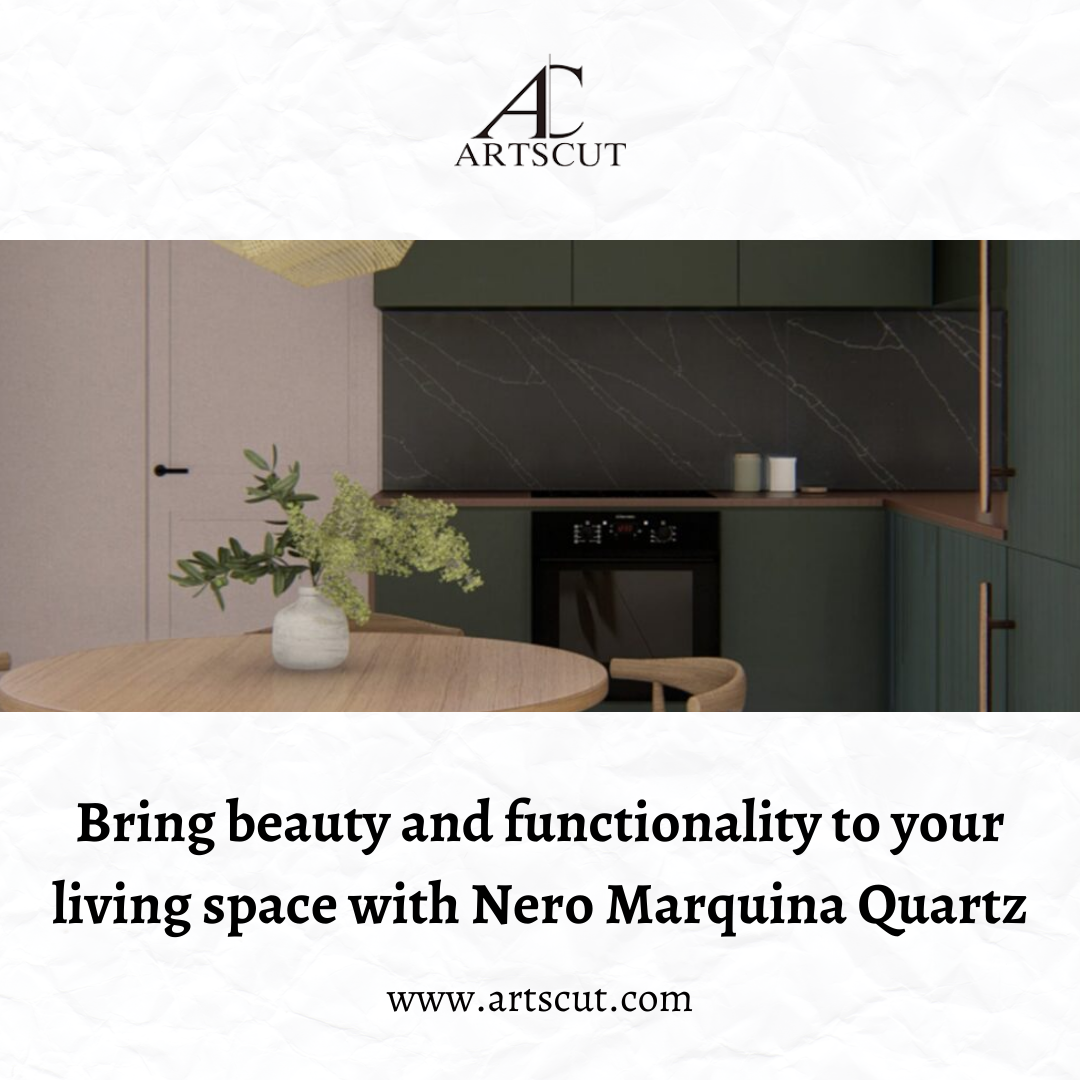 AC
ARTSCUT
Bring beauty and functionality to your
living space with Nero Marquina Quartz
www.artscut.com